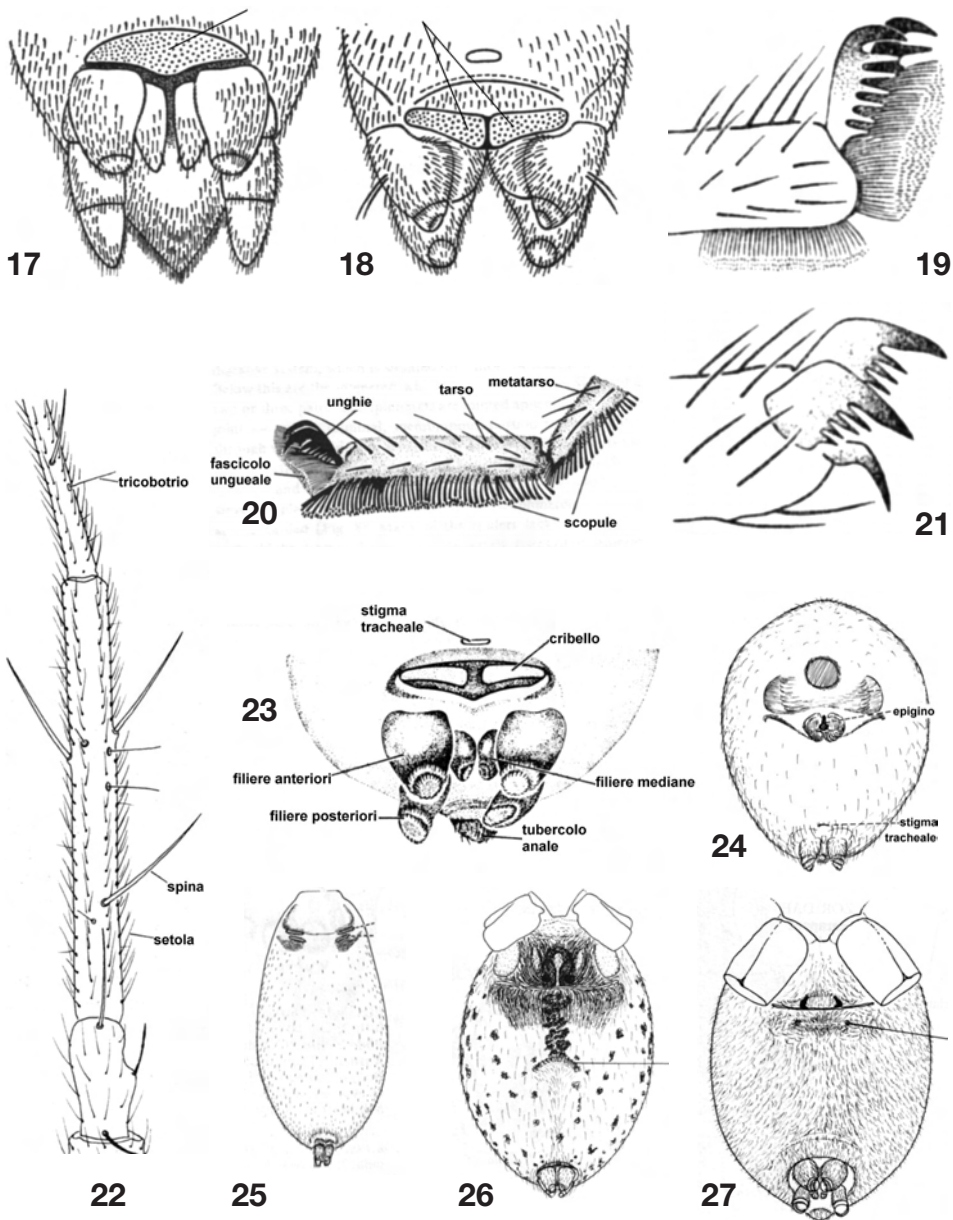 17
18
19
unghie
tarso
metatarso
fascicolo
ungueale
scopule
20
21
tricobotrio
spina
setola
22
stigma
tracheale
cribello
filiere anteriori
filiere mediane
filiere posteriori
tubercolo
anale
23
epigino
stigma
tracheale
24
25
26
27